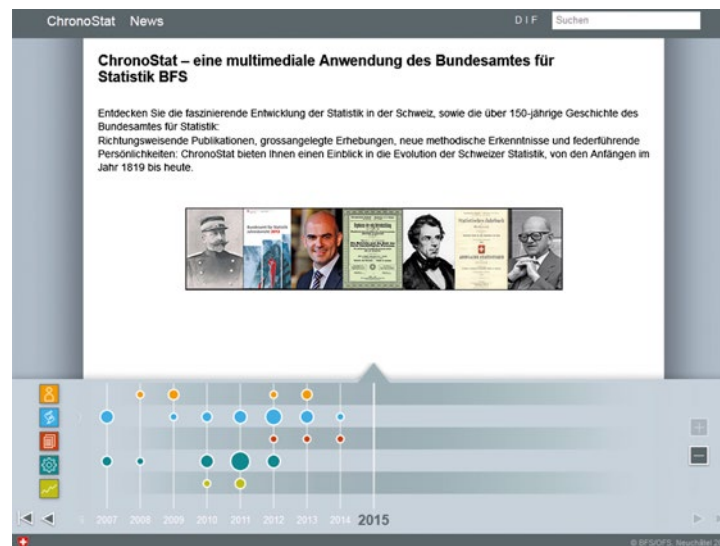 ChronoStat News
D I F
Suchen
ChronoStat – eine multimediale Anwendung des Bundesamtes für
Statistik BFS
Entdecken Sie die faszinierende Entwicklung der Statistik in der Schweiz, sowie die über 150-jährige Geschichte des
Bundesamtes für Statistik:
Richtungsweisende Publikationen, grossangelegte Erhebungen, neue methodische Erkenntnisse und federführende
Persönlichkeiten: ChronoStat bieten Ihnen einen Einblick in die Evolution der Schweizer Statistik, von den Anfängen im
Jahr 1819 bis heute.
2007 2008 2009 2010 2011 2012 2013 2014 2015
© BFS/OFS, Neuchâtel